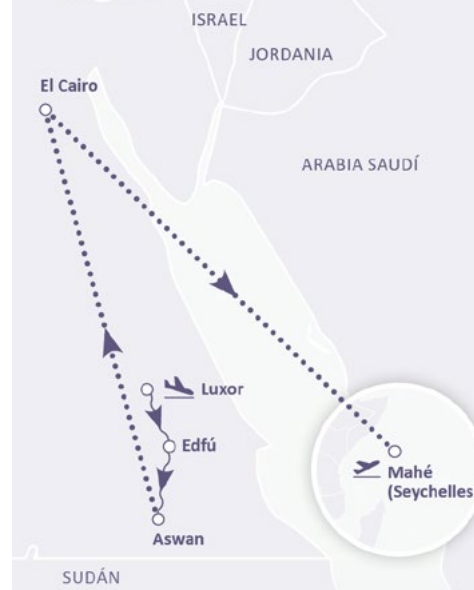 ISRAEL
JORDANIA
El Cairo
ARABIA SAUDÍ
Luxor
Edfú
Mahé
(Seychelles
Aswan
SUDÁN